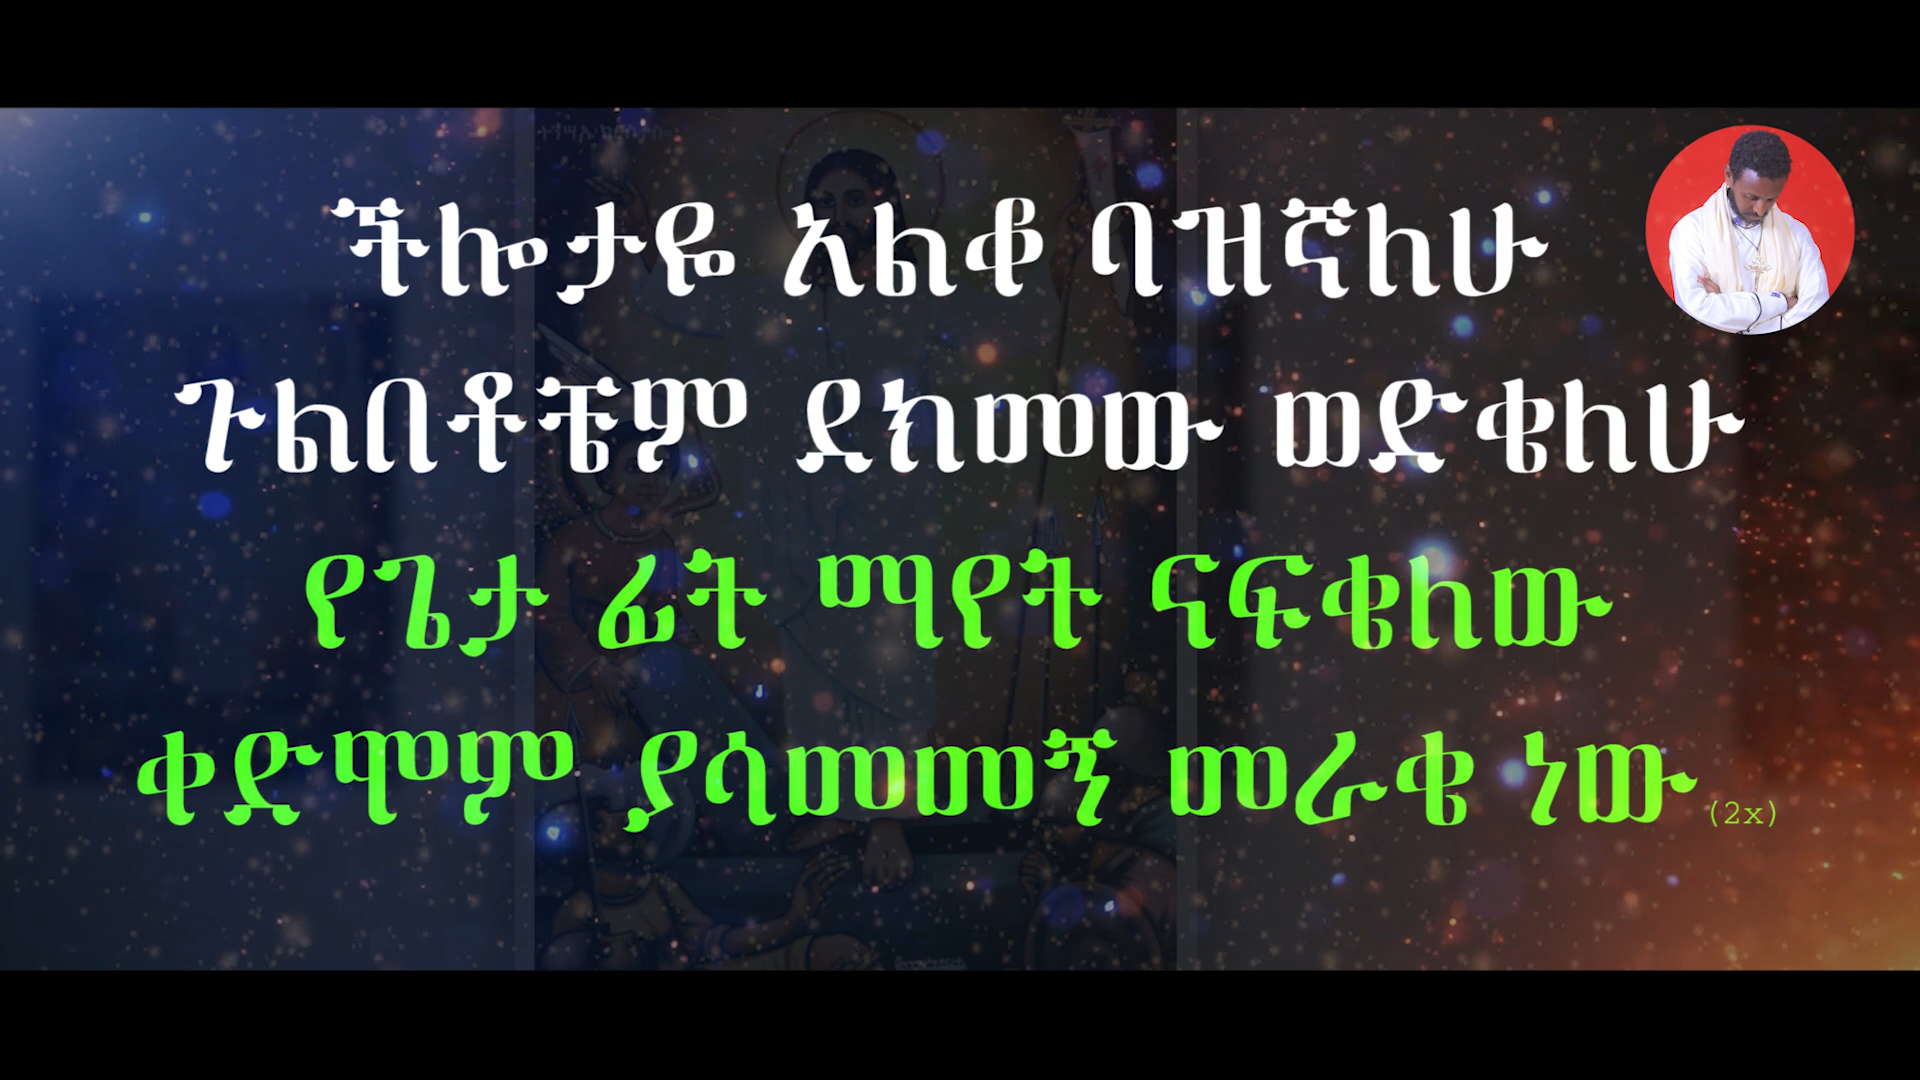 ችሎታዬ አልቆ ባዝኛለሁ
ጉልበቶቼም ደክመው ወድቄለሁ
የጌታ ፊት ማየት ናፍቄለው
ቀድሞም ያሳመመኝ መራቄ ነው (2x)